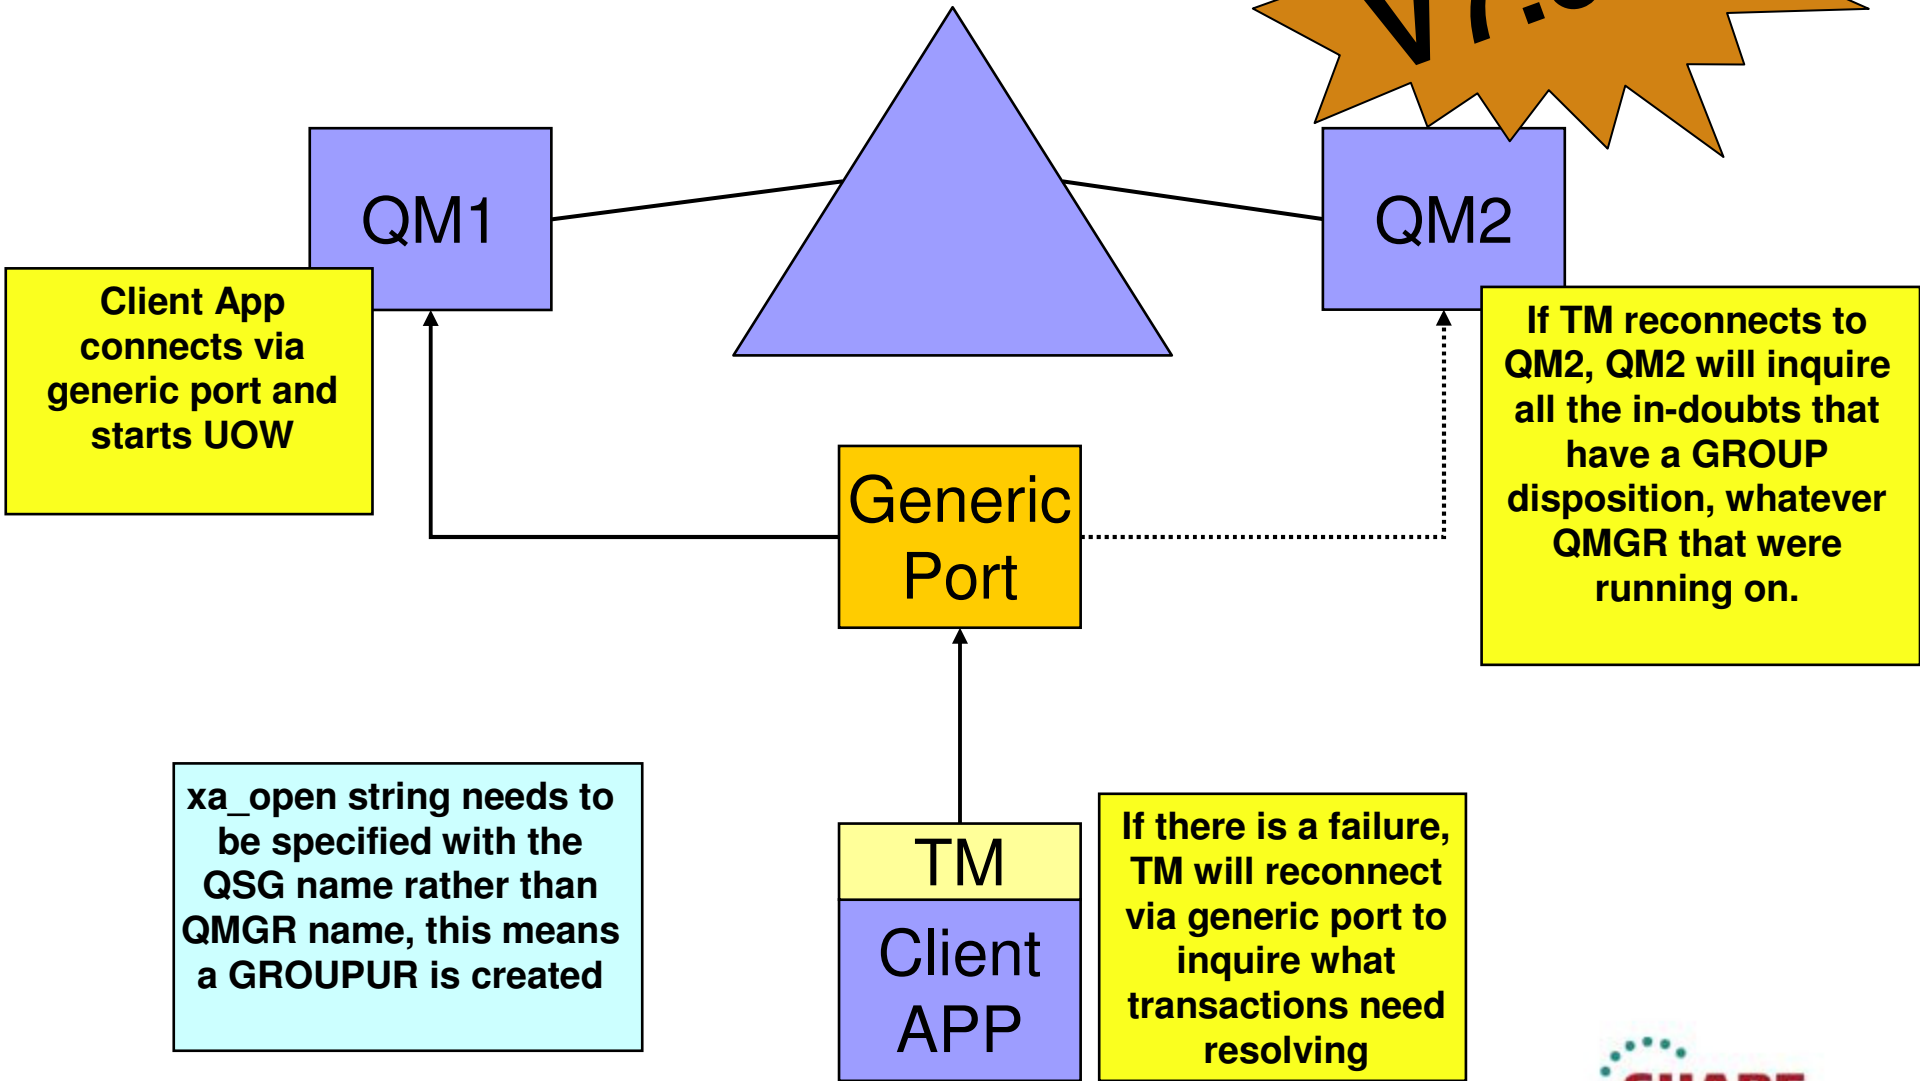 QM1
QM2
Client App
connects via
generic port and
starts UOW
If TM reconnects to
QM2, QM2 will inquire
all the in-doubts that
have a GROUP
disposition, whatever
QMGR that were
running on.
Generic
Port
xa_open string needs to
be specified with the
QSG name rather than
QMGR name, this means
a GROUPUR is created
TM
Client
APP
If there is a failure,
TM will reconnect
via generic port to
inquire what
transactions need
resolving